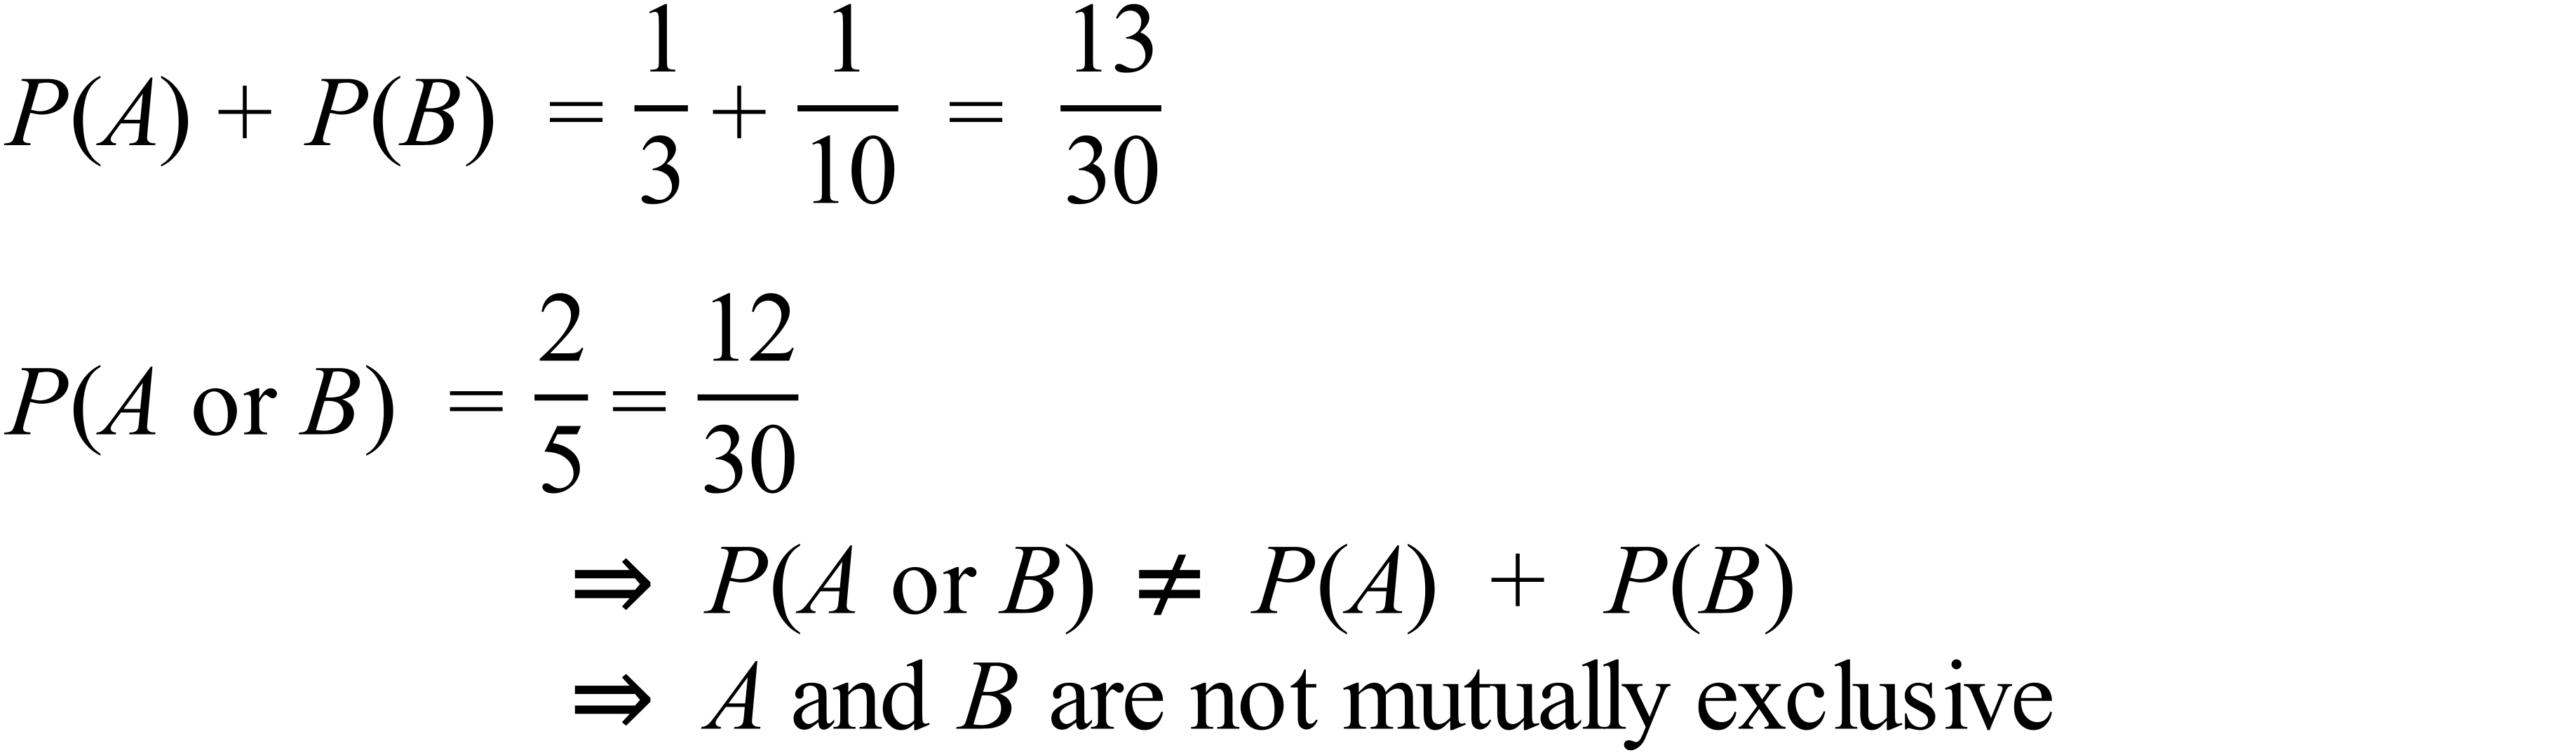 P(A) + P(B) = 1/3 + 1/10 = 13/30
P(A or B) = 2/5 = 12/30
⇒ P(A or B) ≠ P(A) + P(B)
⇒ A and B are not mutually exclusive